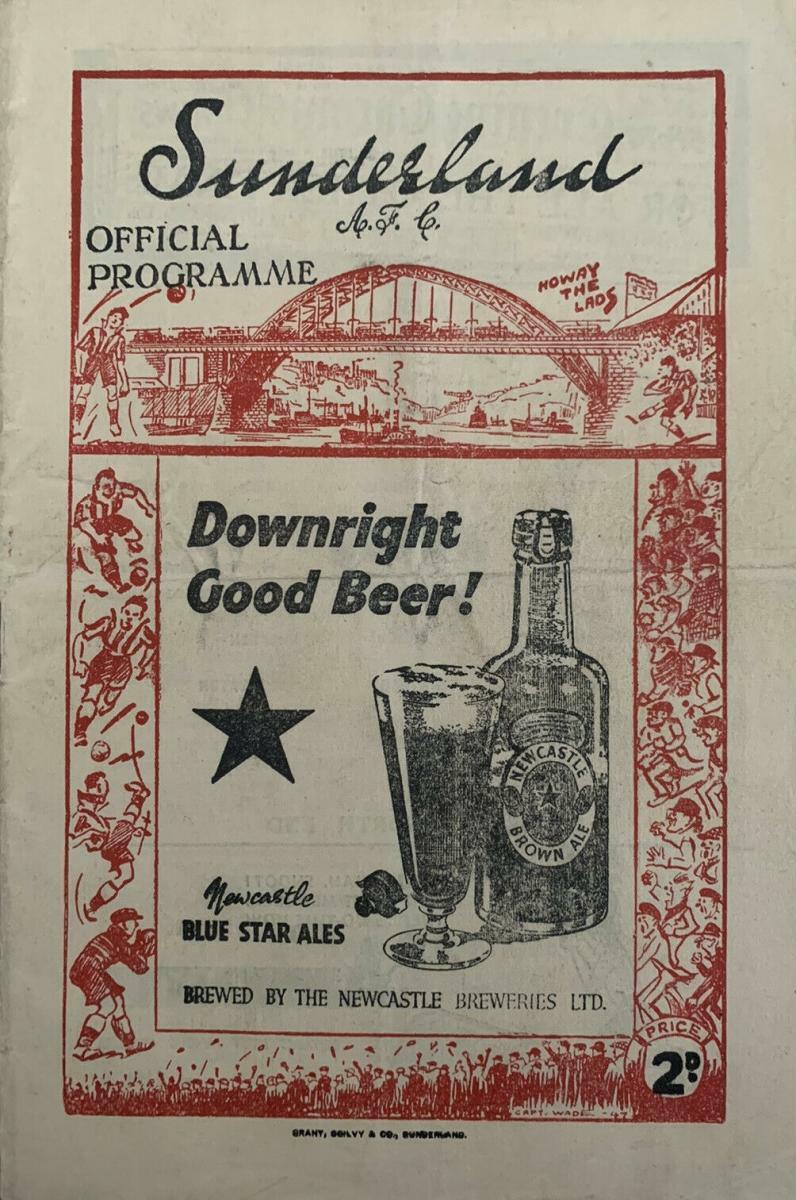 Sunderland
A.F.C.
OFFICIAL
PROGRAMME
HOWAY
THE
LADS
Downright
Good Beer!
NEWCASTLE
BROWN ALE
Newcastle
BLUE STAR ALES
BREWED BY THE NEWCASTLE BREWERIES LTD.
PRICE
2D.
CAPT. WADE -47
GRANT, OGILVY & CO., SUNDERLAND.